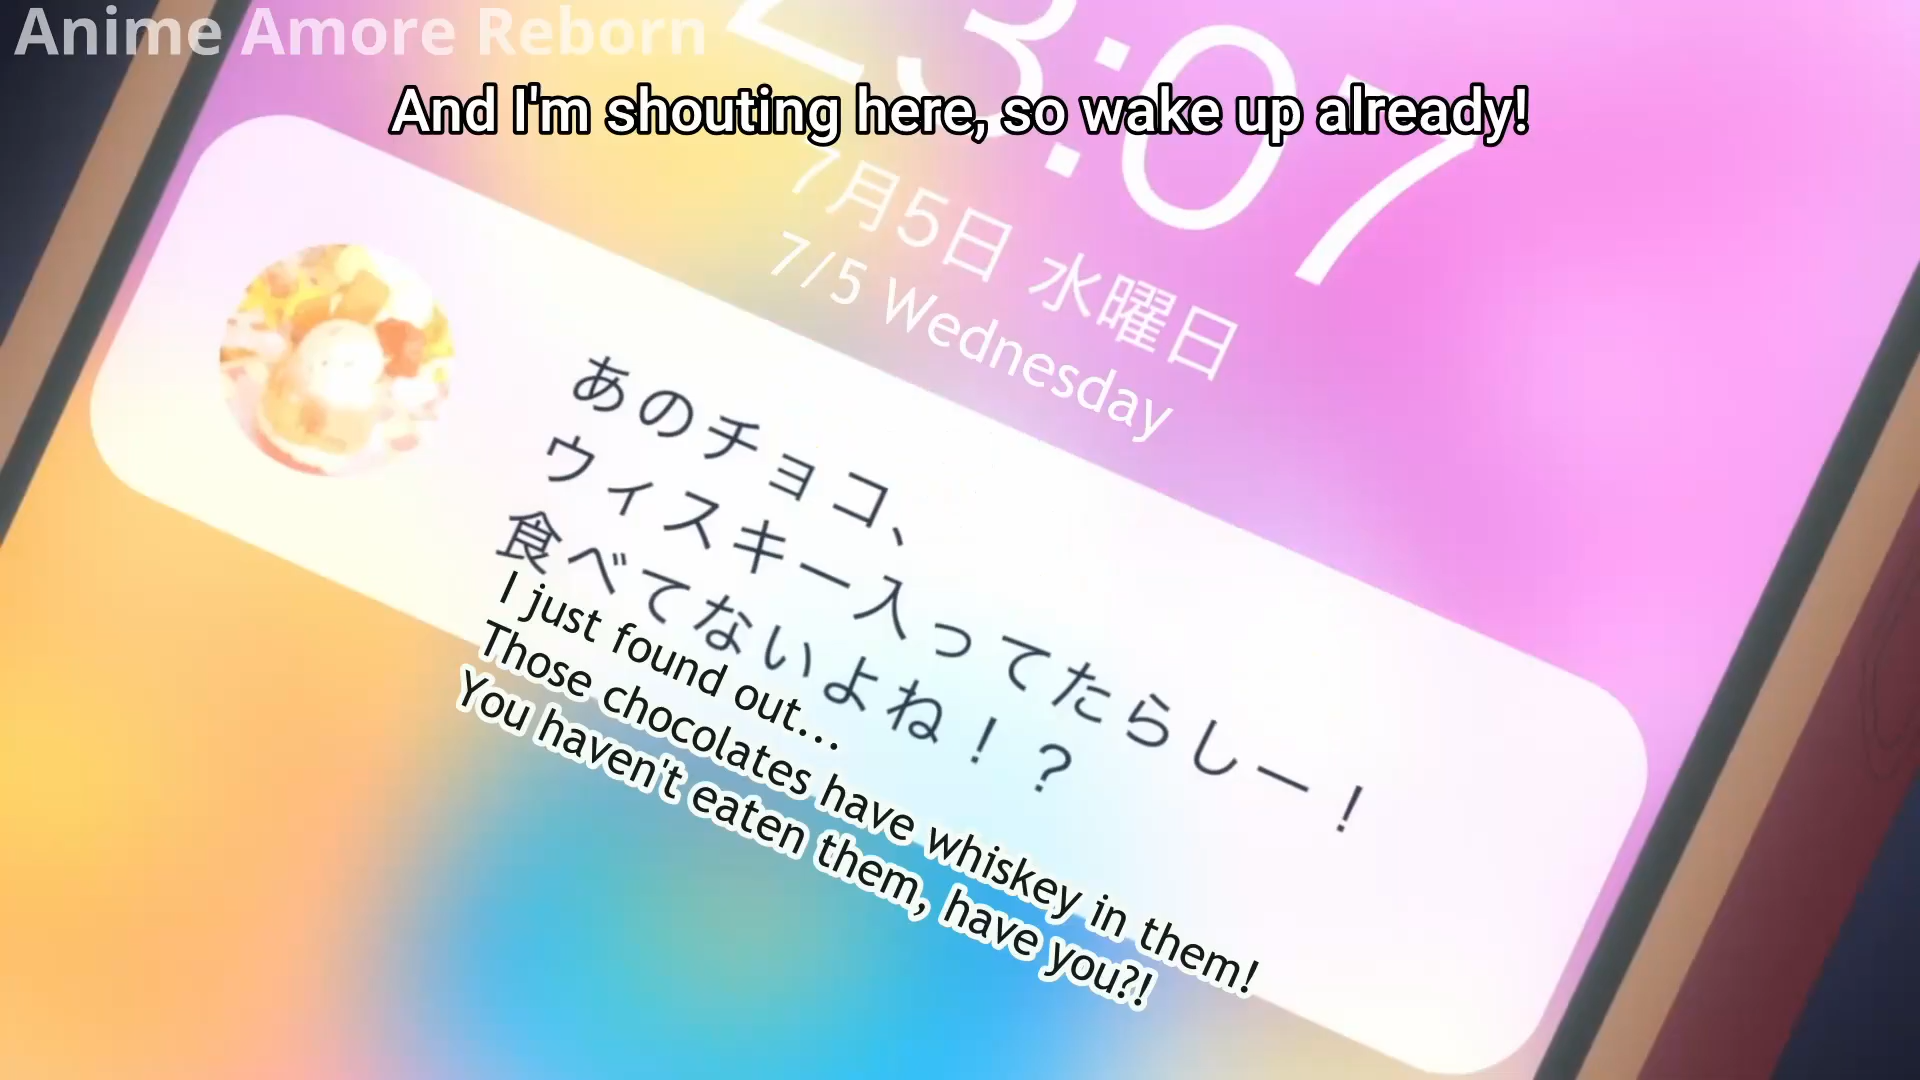 Anime Amore Reborn
23:07
And I'm shouting here, so wake up already!
7月5日 水曜日
7/5 Wednesday
あのチョコ、
ウィスキー入ってたらしー！
食べてないよね！？
I just found out...
Those chocolates have whiskey in them!
You haven't eaten them, have you?!